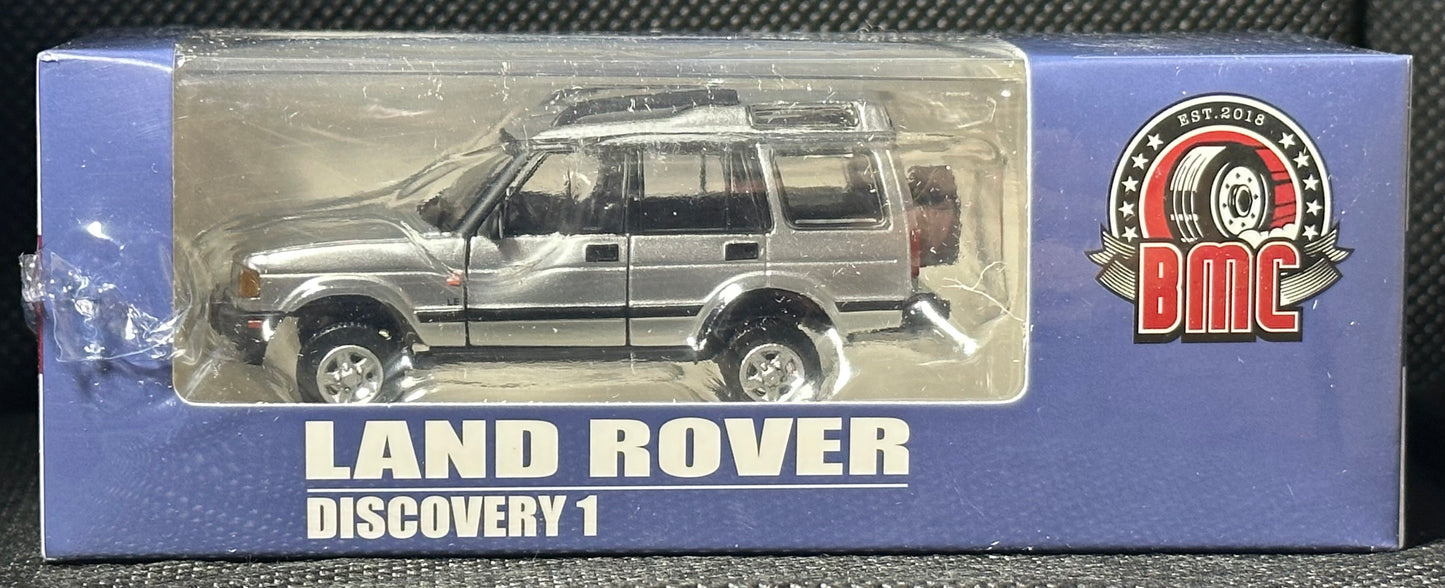 EST.2018
BMC
LAND ROVER
DISCOVERY 1